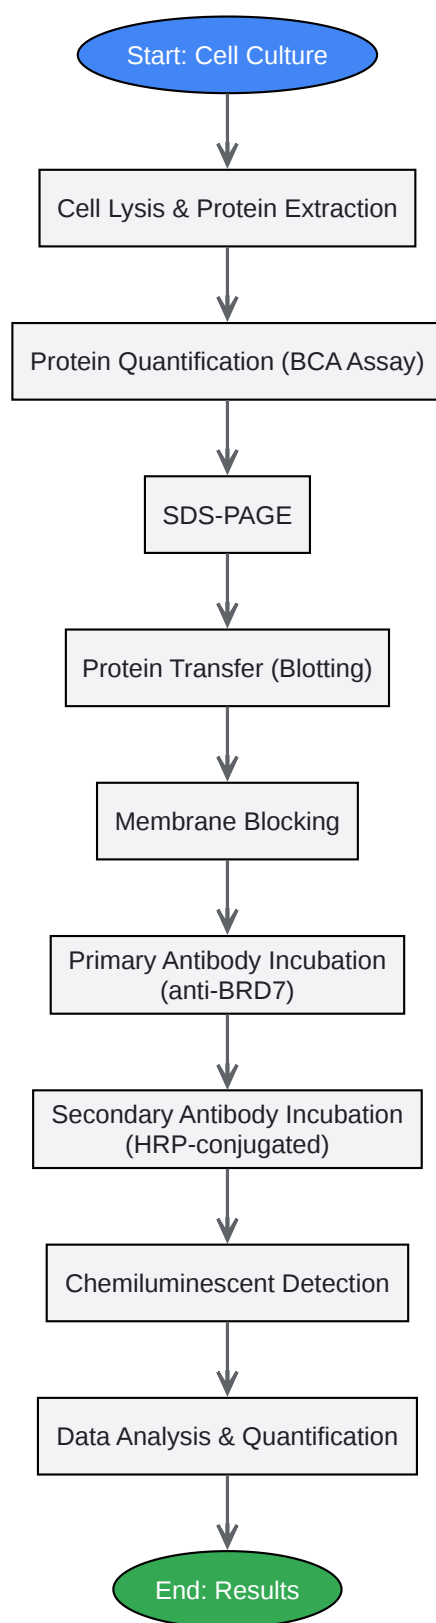 Start: Cell Culture
Cell Lysis & Protein Extraction
Protein Quantification (BCA Assay)
SDS-PAGE
Protein Transfer (Blotting)
Membrane Blocking
Primary Antibody Incubation
(anti-BRD7)
Secondary Antibody Incubation
(HRP-conjugated)
Chemiluminescent Detection
Data Analysis & Quantification
End: Results